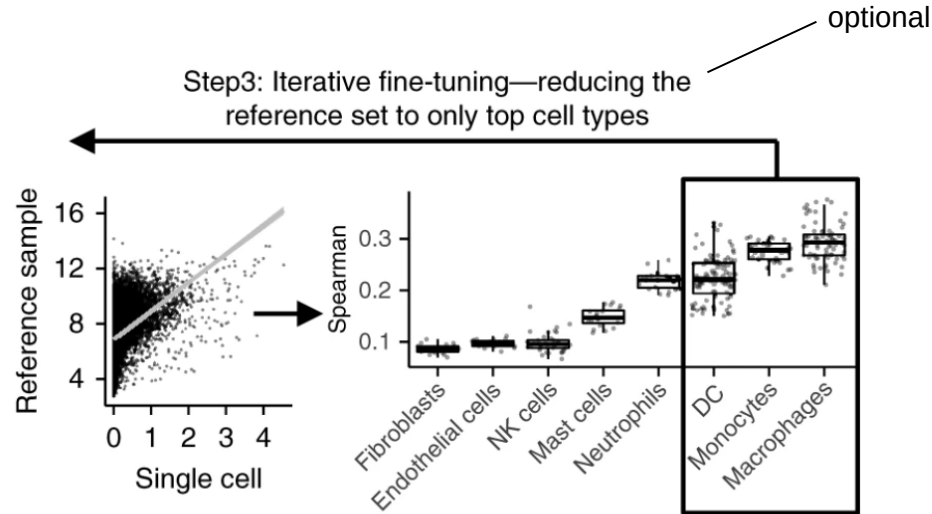 optional
Step3: Iterative fine-tuning—reducing the
reference set to only top cell types
Reference sample
16
12
8
4
0 1 2 3 4
Single cell
Spearman
0.3
0.2
0.1
Fibroblasts
Endothelial cells
NK cells
Mast cells
Neutrophils
DC
Monocytes
Macrophages